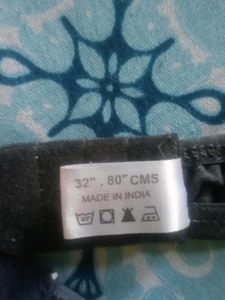 32" . 80" CMS
MADE IN INDIA